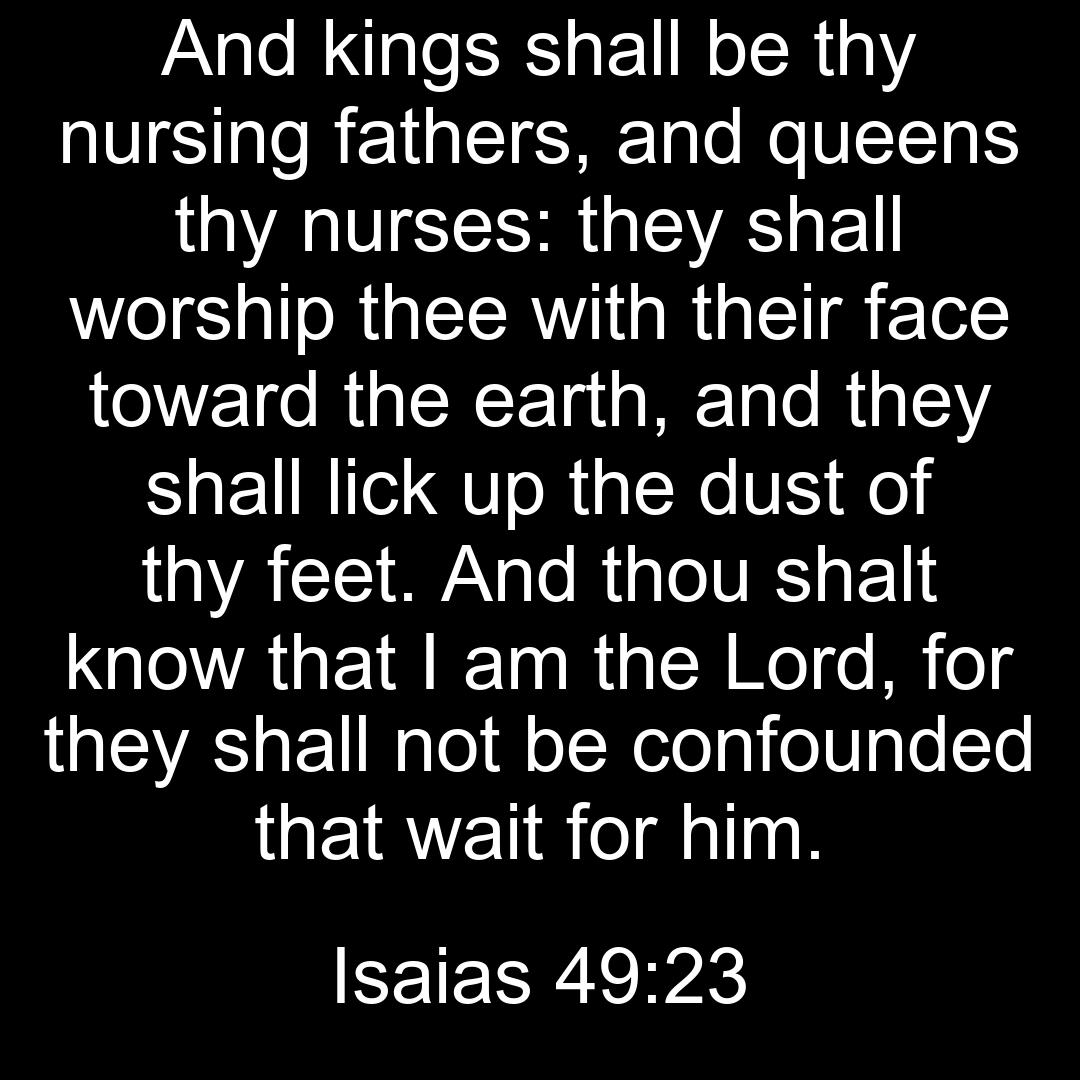 And kings shall be thy
nursing fathers, and queens
thy nurses: they shall
worship thee with their face
toward the earth, and they
shall lick up the dust of
thy feet. And thou shalt
know that I am the Lord, for
they shall not be confounded
that wait for him.
Isaias 49:23